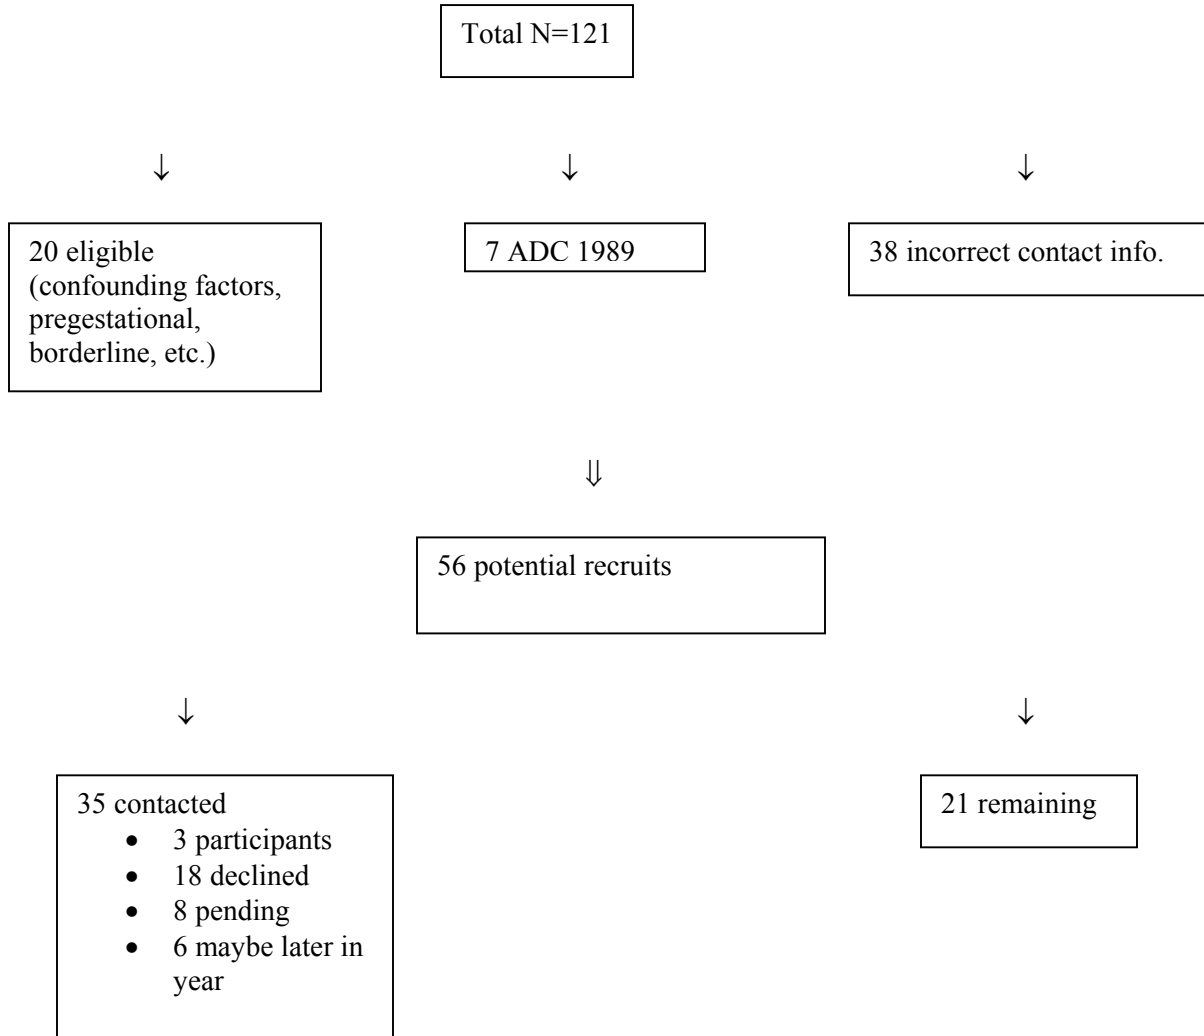 Total N=121
↓ ↓ ↓
20 eligible
(confounding factors,
pregestational,
borderline, etc.)
7 ADC 1989
38 incorrect contact info.
⇓
56 potential recruits
↓ ↓
35 contacted
• 3 participants
• 18 declined
• 8 pending
• 6 maybe later in
year
21 remaining